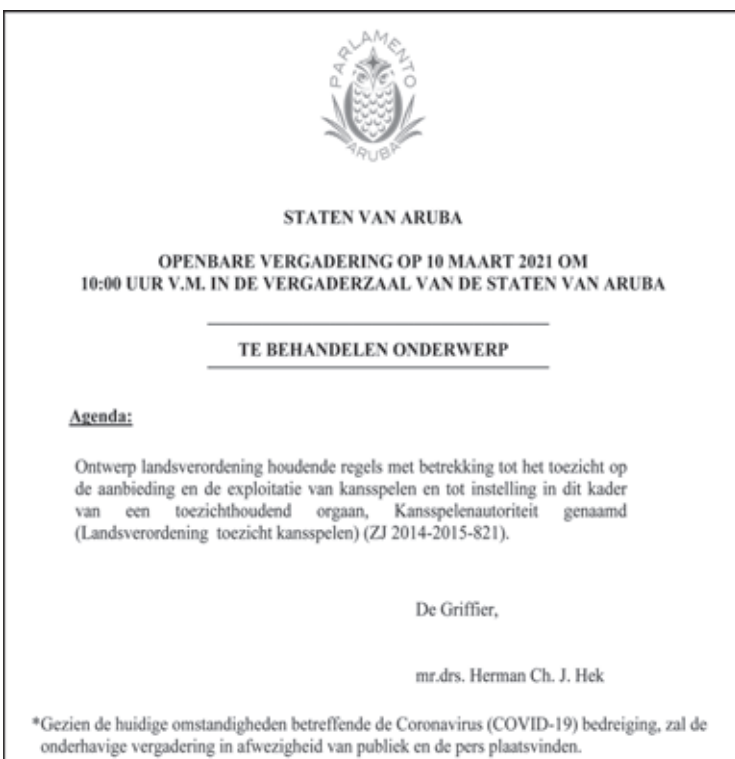 PARLAMENTO
ARUBA
STATEN VAN ARUBA
OPENBARE VERGADERING OP 10 MAART 2021 OM
10:00 UUR V.M. IN DE VERGADERZAAL VAN DE STATEN VAN ARUBA
TE BEHANDELEN ONDERWERP
Agenda:
Ontwerp landsverordening houdende regels met betrekking tot het toezicht op
de aanbieding en de exploitatie van kansspelen en tot instelling in dit kader
van een toezichthoudend orgaan, Kansspelenautoriteit genaamd
(Landsverordening toezicht kansspelen) (ZJ 2014-2015-821).
De Griffier,
mr.drs. Herman Ch. J. Hek
*Gezien de huidige omstandigheden betreffende de Coronavirus (COVID-19) bedreiging, zal de
onderhavige vergadering in afwezigheid van publiek en de pers plaatsvinden.